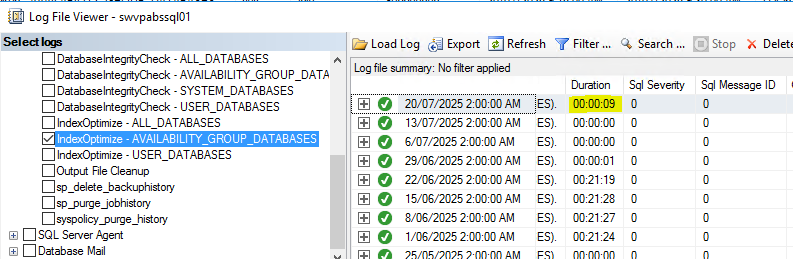 Log File Viewer - swvpabssql01
Select logs
DatabaseIntegrityCheck - ALL_DATABASES
DatabaseIntegrityCheck - AVAILABILITY_GROUP_DATA
DatabaseIntegrityCheck - SYSTEM_DATABASES
DatabaseIntegrityCheck - USER_DATABASES
IndexOptimize - ALL_DATABASES
IndexOptimize - AVAILABILITY_GROUP_DATABASES
IndexOptimize - USER_DATABASES
Output File Cleanup
sp_delete_backuphistory
sp_purge_jobhistory
syspolicy_purge_history
SQL Server Agent
Database Mail
Load Log Export Refresh Filter ... Search ... Stop Delete
Log file summary: No filter applied
Duration Sql Severity Sql Message ID
20/07/2025 2:00:00 AM ES). 00:00:09 0 0
13/07/2025 2:00:00 AM ES). 00:00:00 0 0
6/07/2025 2:00:00 AM ES). 00:00:00 0 0
29/06/2025 2:00:00 AM ES). 00:00:01 0 0
22/06/2025 2:00:00 AM ES). 00:21:19 0 0
15/06/2025 2:00:00 AM ES). 00:21:28 0 0
8/06/2025 2:00:00 AM ES). 00:21:27 0 0
1/06/2025 2:00:00 AM ES). 00:21:24 0 0
25/05/2025 2:00:00 AM ES). 00:00:00 0 0